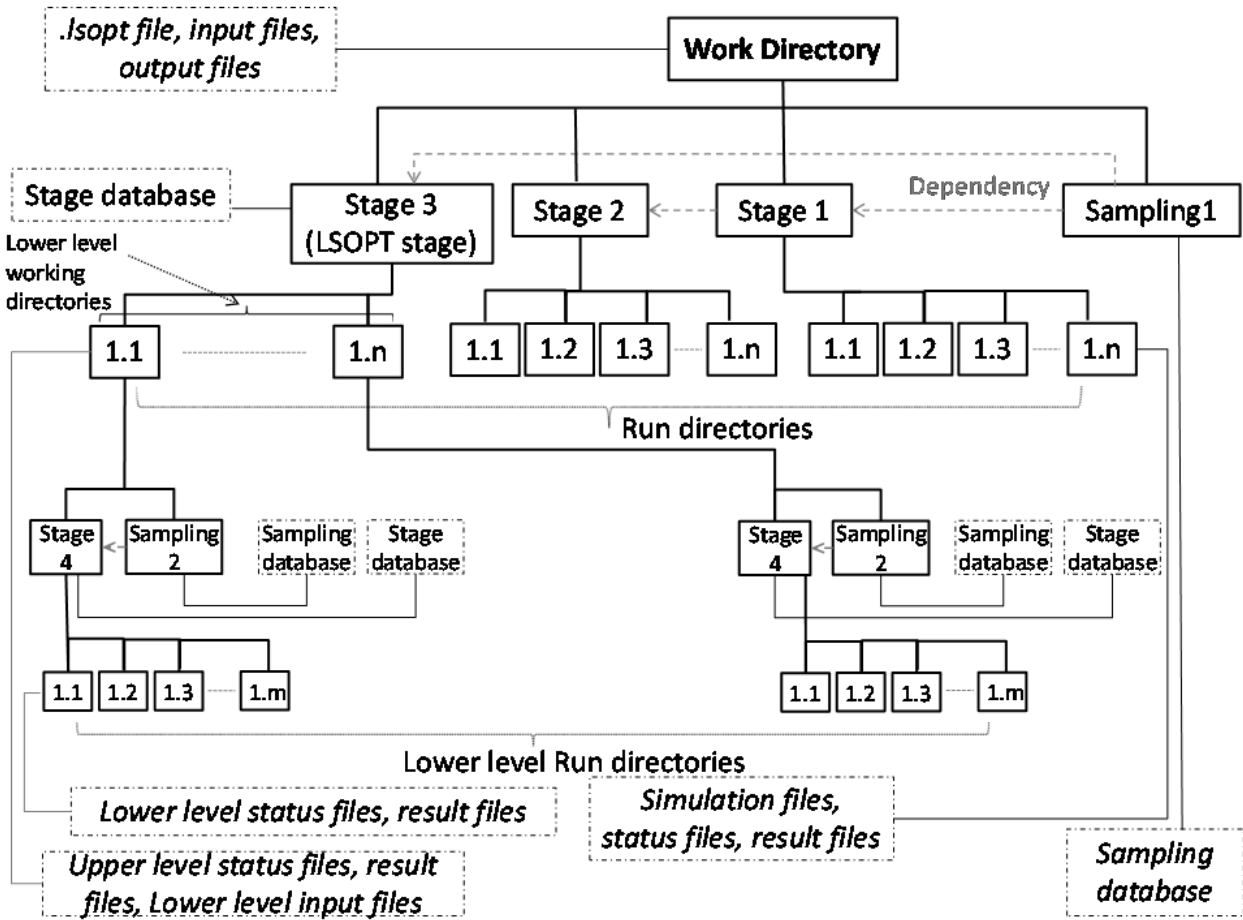 .lsopt file, input files,
output files
Work Directory
Stage database
Stage 3
(LSOPT stage)
Stage 2
Stage 1
Dependency
Sampling1
Lower level
working
directories
1.1
1.n
1.1
1.2
1.3
1.n
1.1
1.2
1.3
1.n
Run directories
Stage
4
Sampling
2
Sampling
database
Stage
database
Stage
4
Sampling
2
Sampling
database
Stage
database
1.1
1.2
1.3
1.m
1.1
1.2
1.3
1.m
Lower level Run directories
Lower level status files, result files
Simulation files,
status files, result files
Upper level status files, result
files, Lower level input files
Sampling
database